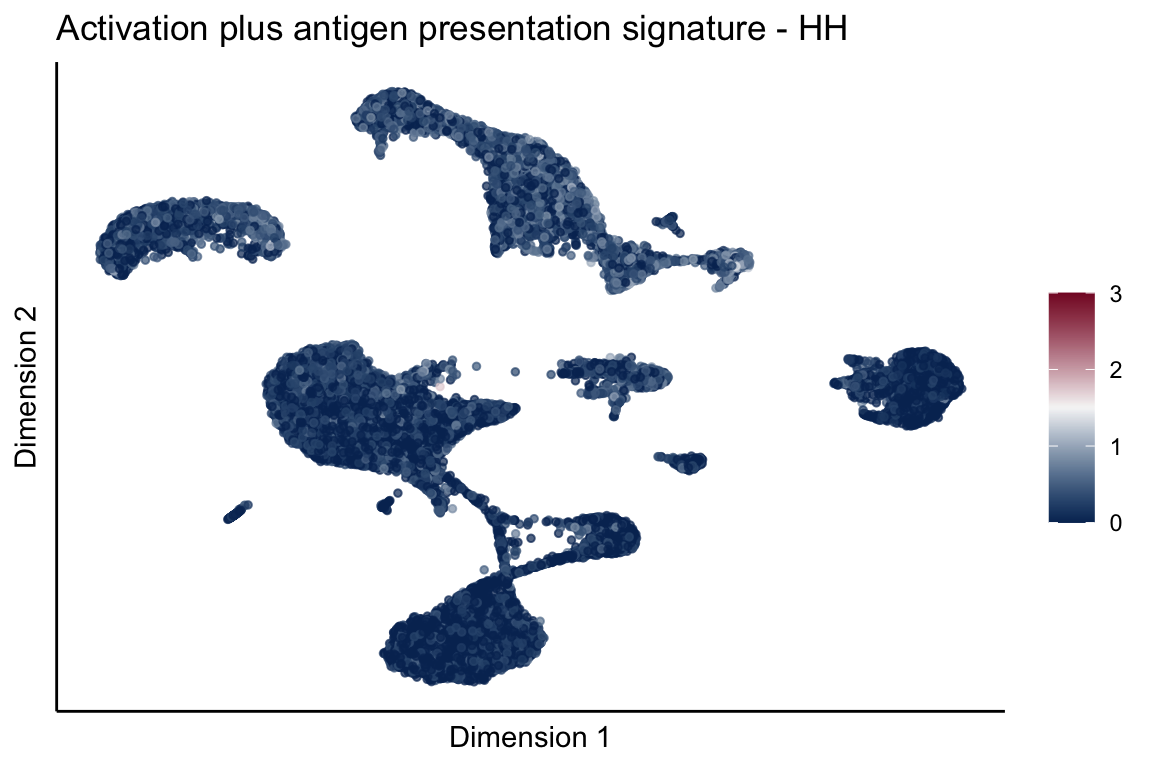 Activation plus antigen presentation signature - HH
Dimension 2
3
2
1
0
Dimension 1